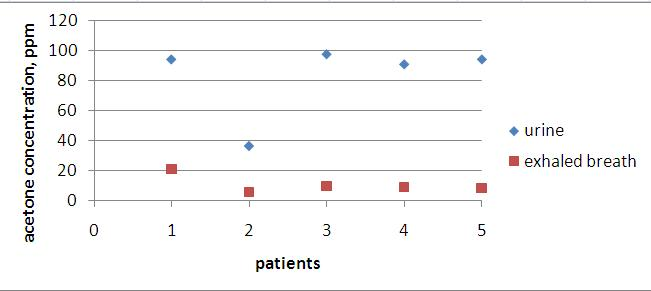 acetone concentration, ppm
120
100
80
60
40
20
0
0 1 2 3 4 5
patients
urine
exhaled breath